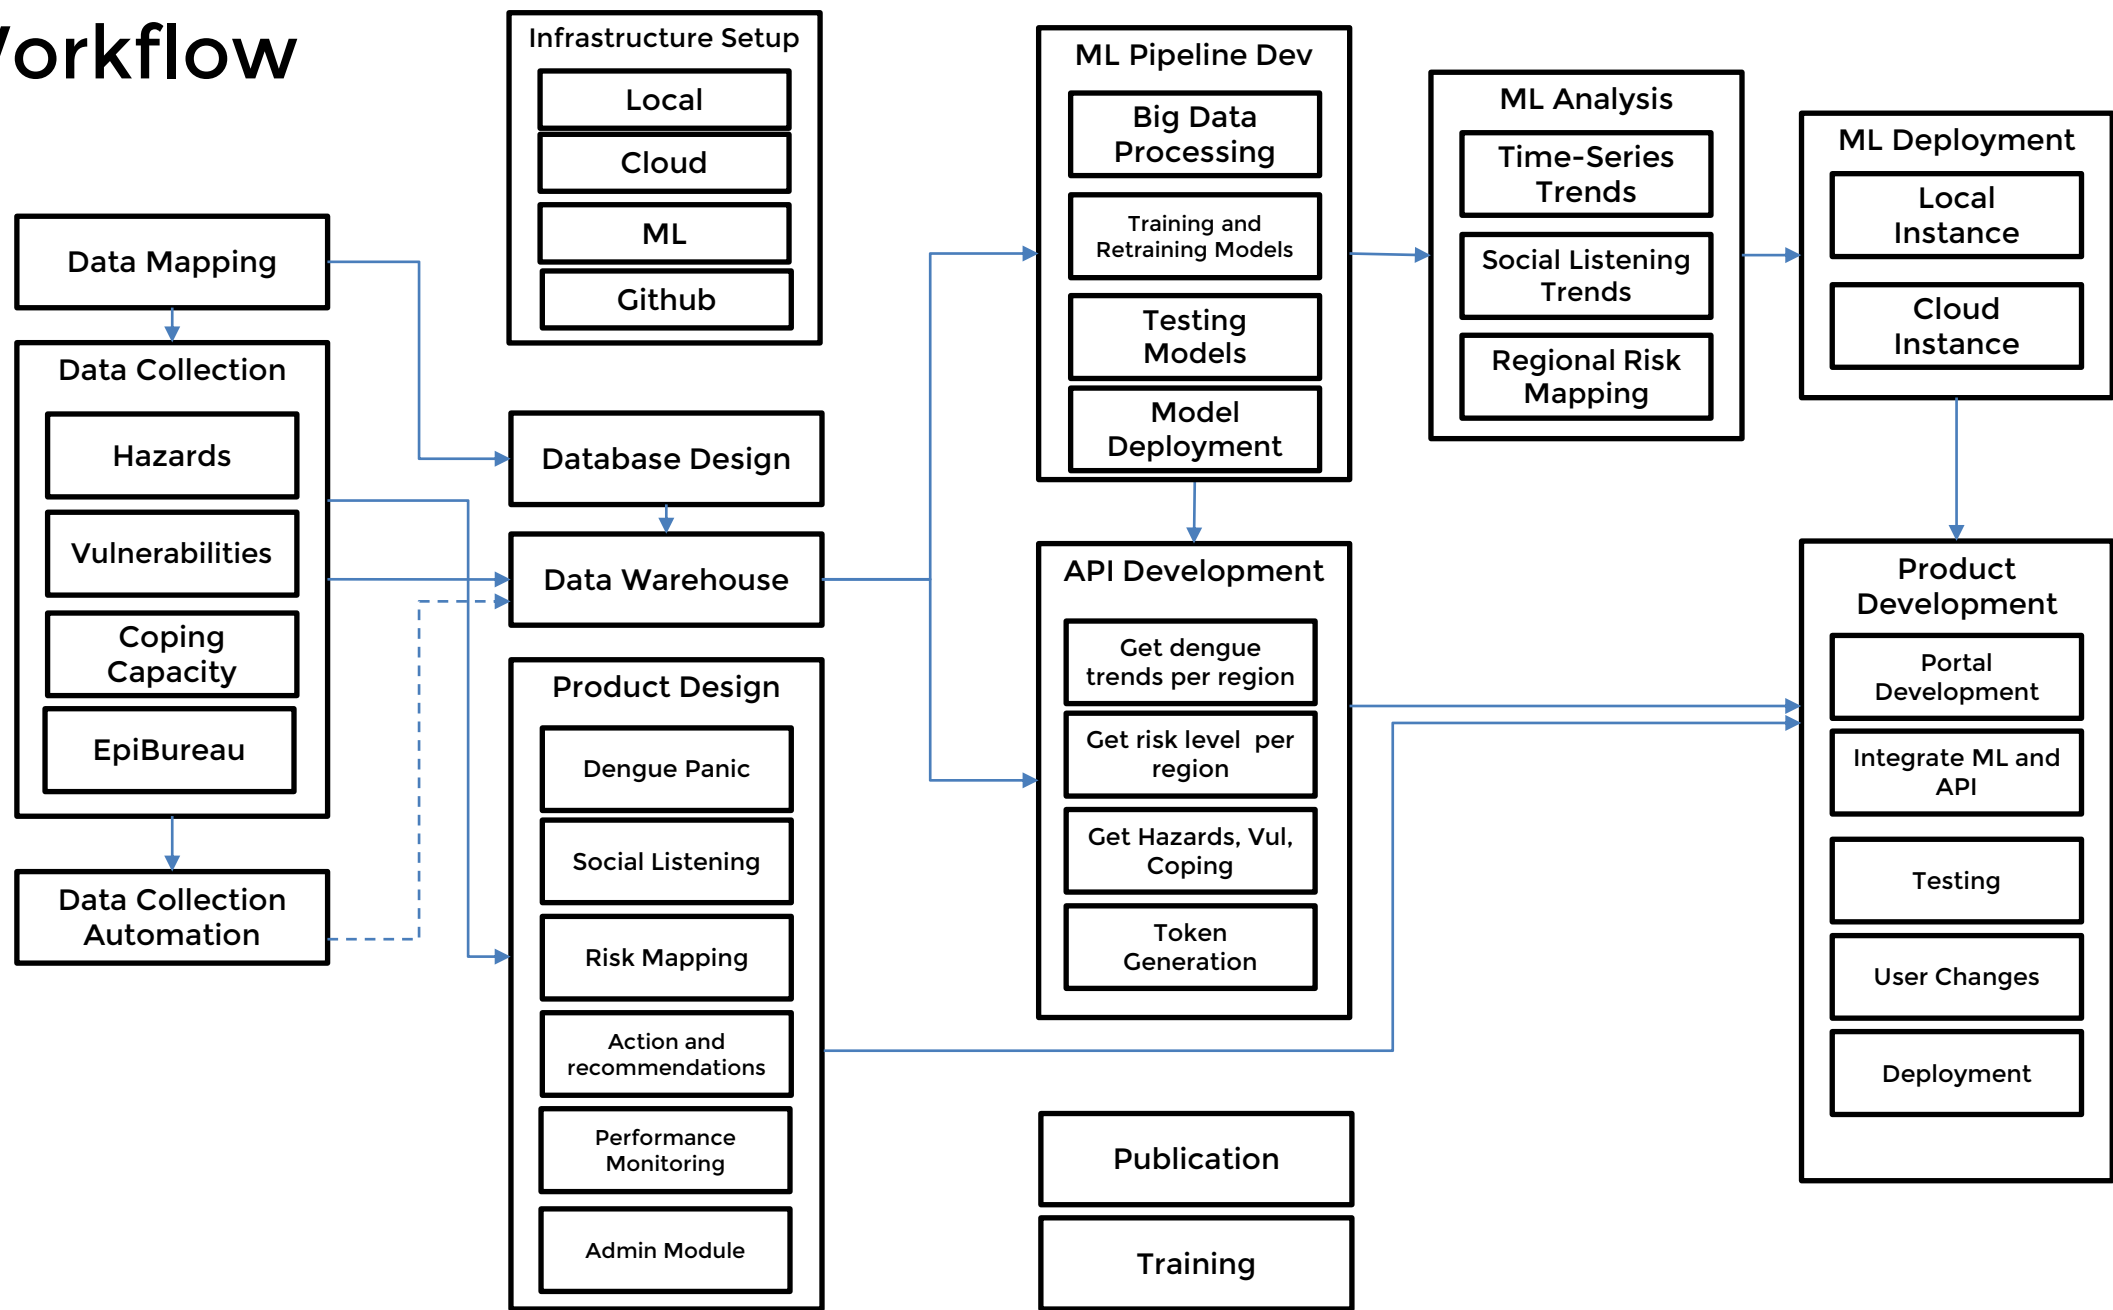 Workflow
Infrastructure Setup
Local
Cloud
ML
Github
Data Mapping
Data Collection
Hazards
Vulnerabilities
Coping
Capacity
EpiBureau
Data Collection
Automation
Database Design
Data Warehouse
Product Design
Dengue Panic
Social Listening
Risk Mapping
Action and
recommendations
Performance
Monitoring
Admin Module
ML Pipeline Dev
Big Data
Processing
Training and
Retraining Models
Testing
Models
Model
Deployment
API Development
Get dengue
trends per region
Get risk level per
region
Get Hazards, Vul,
Coping
Token
Generation
Publication
Training
ML Analysis
Time-Series
Trends
Social Listening
Trends
Regional Risk
Mapping
ML Deployment
Local
Instance
Cloud
Instance
Product
Development
Portal
Development
Integrate ML and
API
Testing
User Changes
Deployment